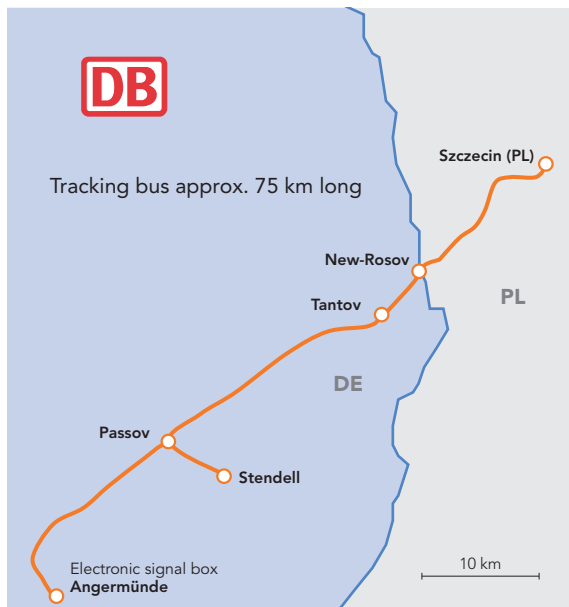 DB
Tracking bus approx. 75 km long
Szczecin (PL)
New-Rosov
PL
Tantov
DE
Passov
Stendell
Electronic signal box
Angermünde
10 km